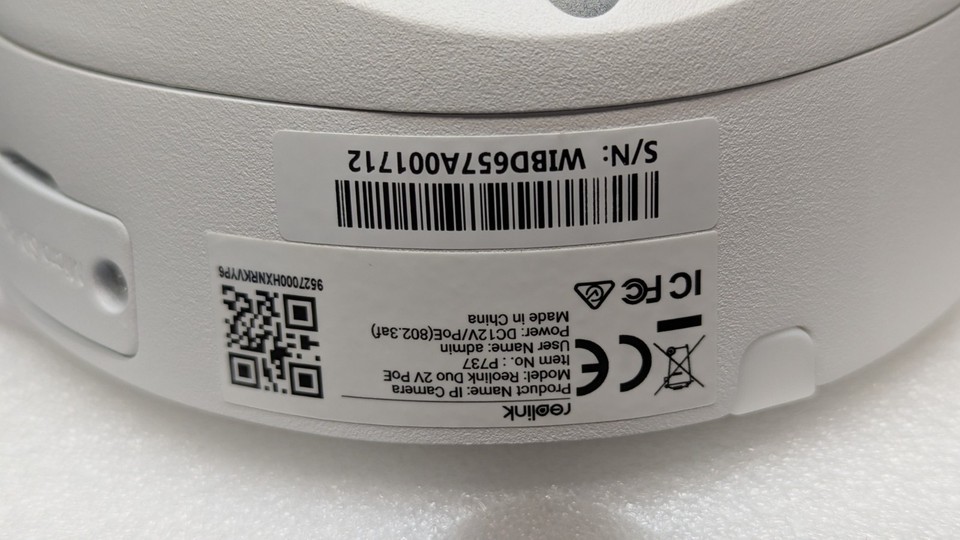 reolink
Product Name: IP Camera
Model: Reolink Duo 2V PoE
Item No.: P737
User Name: admin
Power: DC12V/PoE(802.3af)
Made in China
CE
IC FC
9527000HXNRKVYP6
S/N: WIBD657A001712